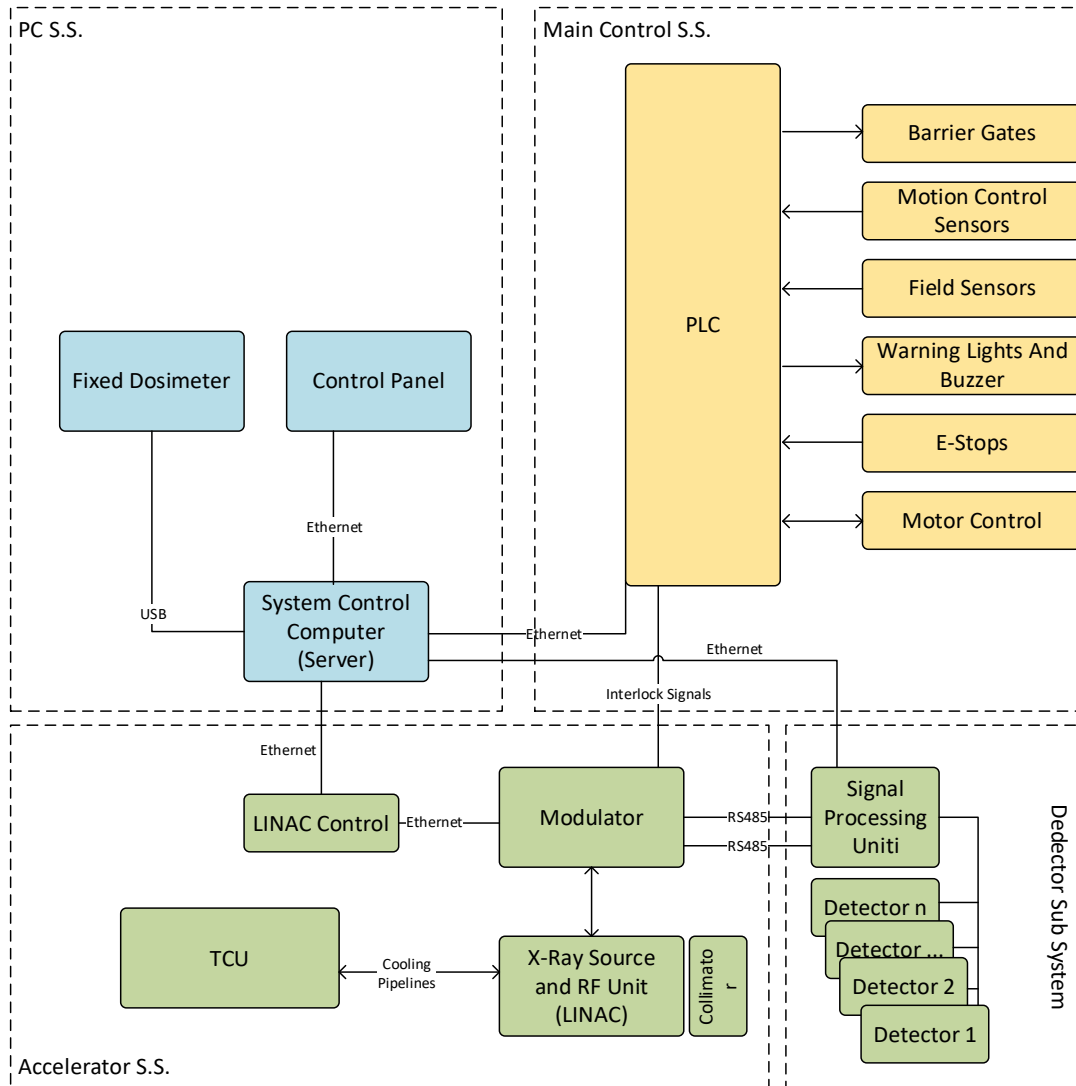 PC S.S.
Main Control S.S.
Barrier Gates
Motion Control
Sensors
Field Sensors
PLC
Warning Lights And
Buzzer
Fixed Dosimeter
Control Panel
E-Stops
Motor Control
Ethernet
USB
System Control
Computer
(Server)
Ethernet
Ethernet
Interlock Signals
Ethernet
LINAC Control
Ethernet
Modulator
RS485
RS485
Signal
Processing
Uniti
Dedector Sub System
Detector n
Detector ...
Detector 2
Detector 1
TCU
Cooling
Pipelines
X-Ray Source
and RF Unit
(LINAC)
Collimato
r
Accelerator S.S.